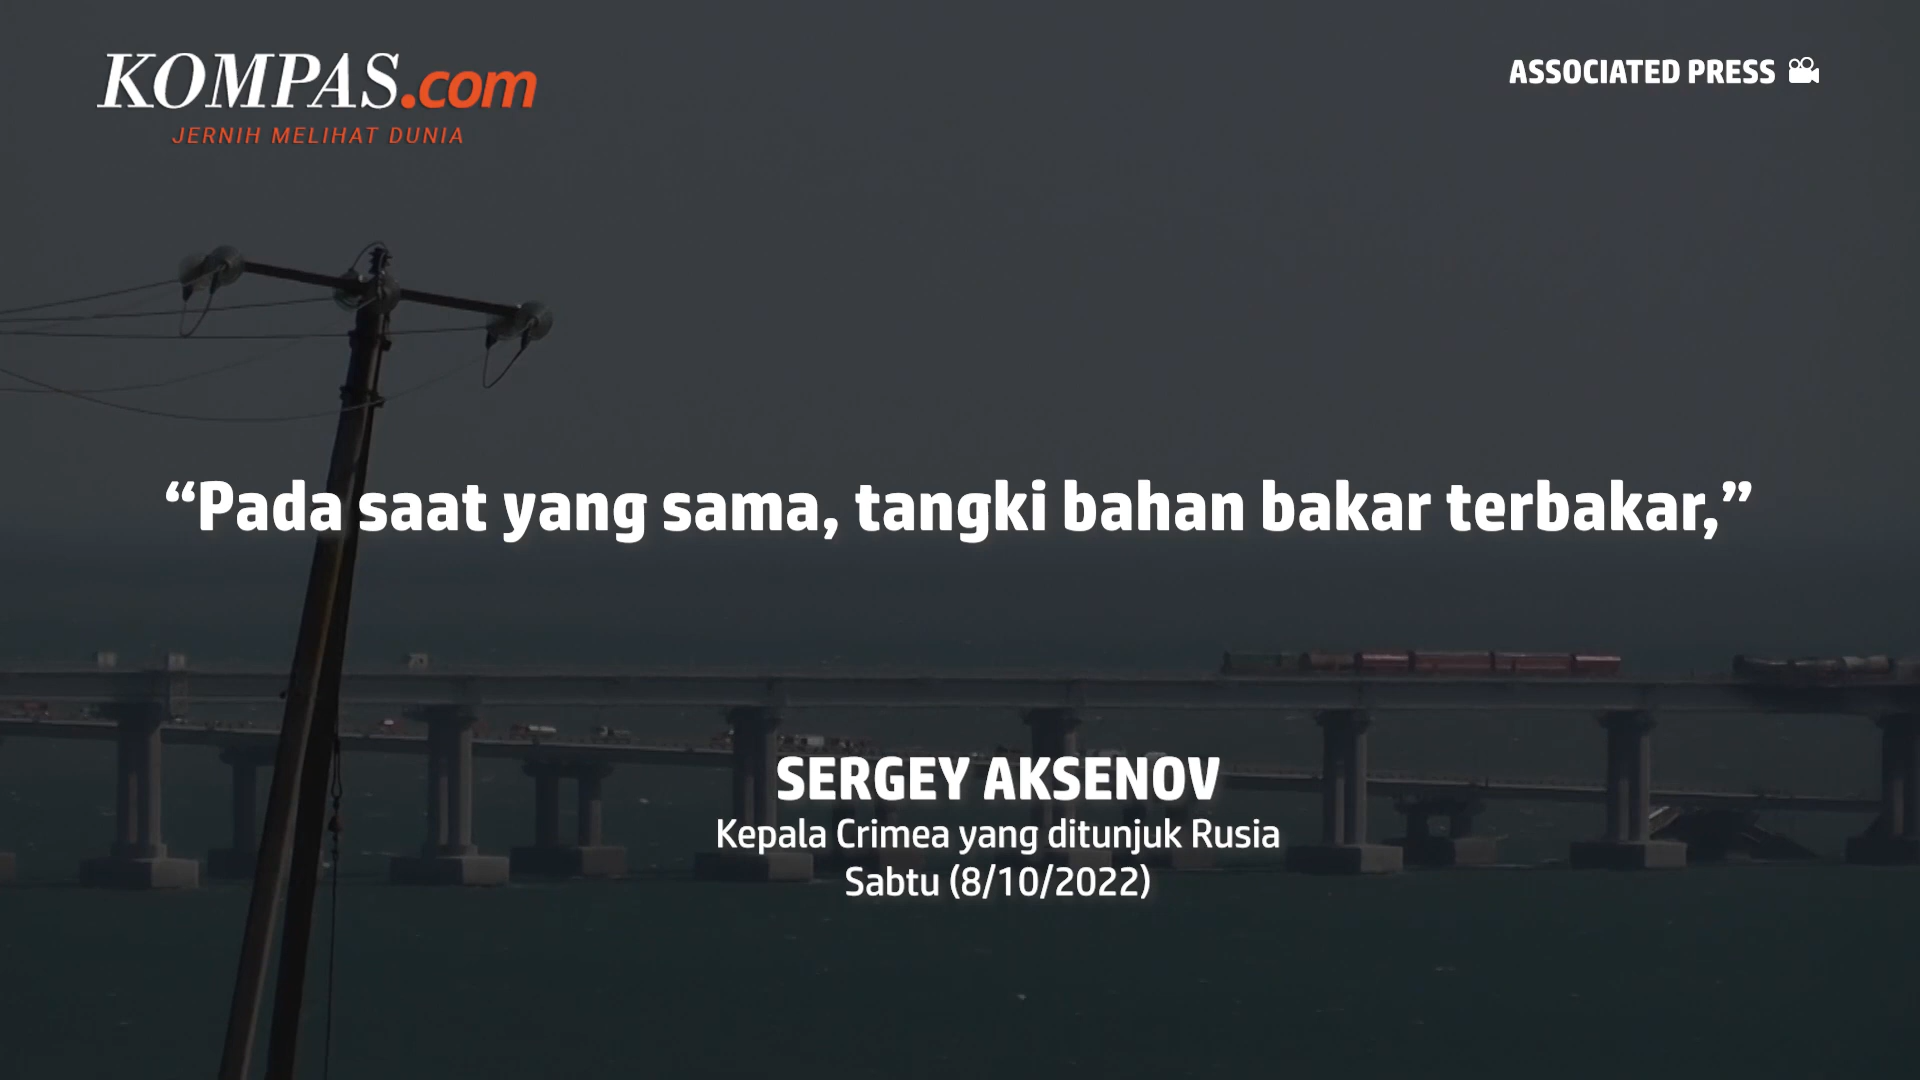 KOMPAS.com
JERNIH MELIHAT DUNIA
ASSOCIATED PRESS
“Pada saat yang sama, tangki bahan bakar terbakar,”
SERGEY AKSENOV
Kepala Crimea yang ditunjuk Rusia
Sabtu (8/10/2022)